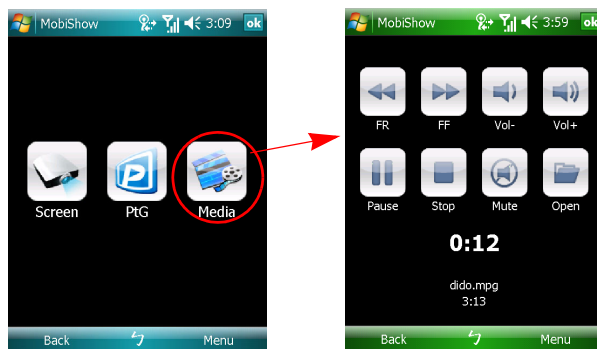 MobiShow 3:09 ok
Screen PtG Media
Back ㄅ Menu
MobiShow 3:59 ok
FR FF Vol- Vol+
Pause Stop Mute Open
0:12
dido.mpg
3:13
Back ㄅ Menu